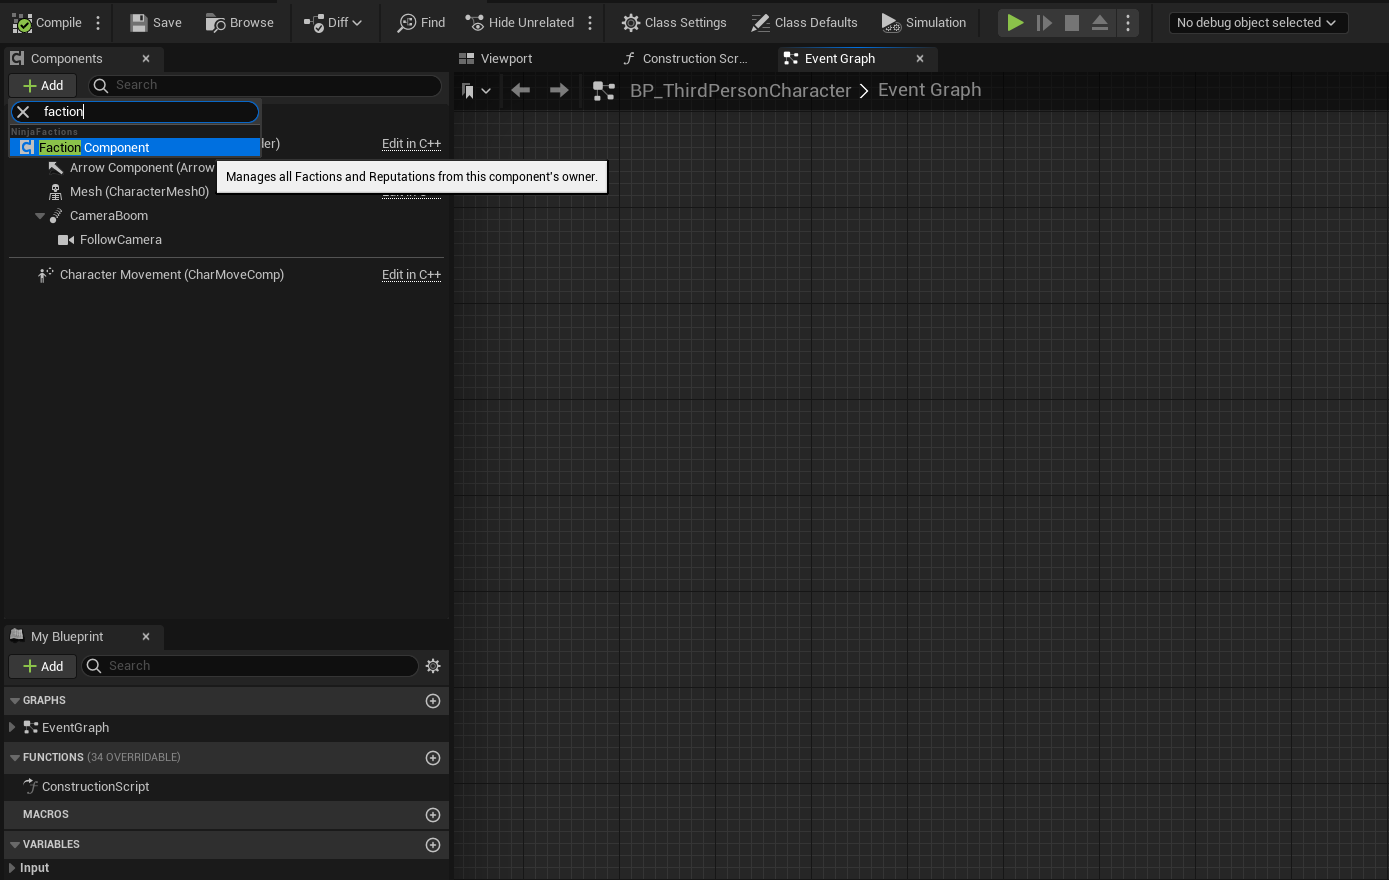 Compile
Save
Browse
Diff
Find
Hide Unrelated
Class Settings
Class Defaults
Simulation
No debug object selected
Components
Viewport
Construction Scr...
Event Graph
Add
Search
BP_ThirdPersonCharacter > Event Graph
faction
NinjaFactions
Faction Component
ler)
Edit in C++
Arrow Component (Arrow
Manages all Factions and Reputations from this component's owner.
Mesh (CharacterMesh0)
CameraBoom
FollowCamera
Character Movement (CharMoveComp)
Edit in C++
My Blueprint
Add
Search
GRAPHS
EventGraph
FUNCTIONS (34 OVERRIDABLE)
ConstructionScript
MACROS
VARIABLES
Input